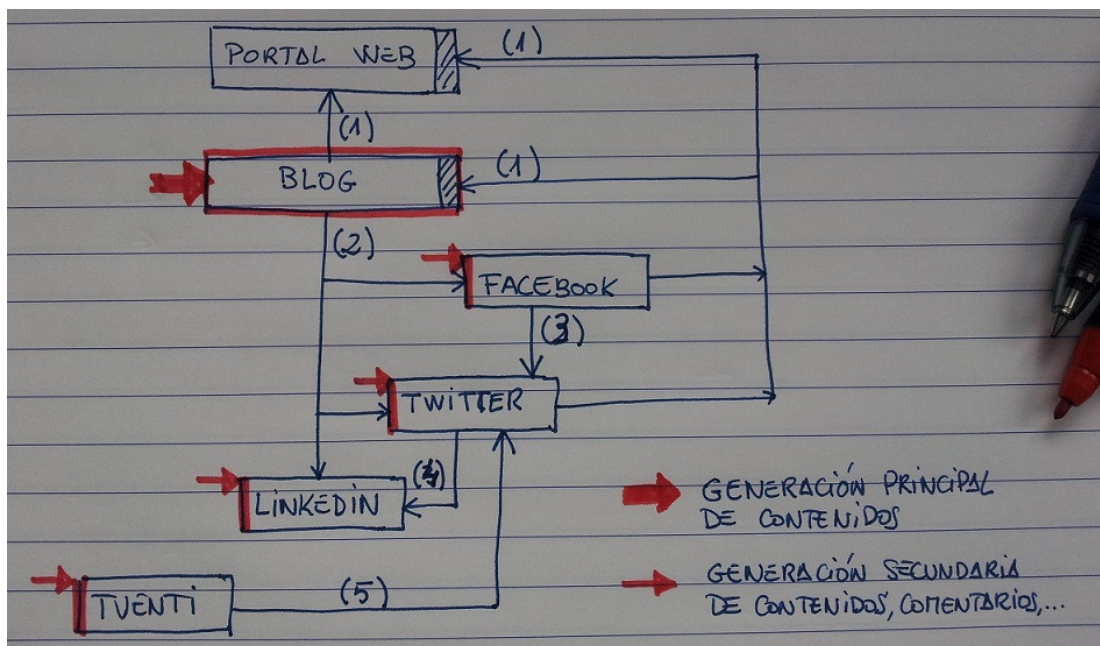 PORTAL WEB
(1)
(1)
BLOG
(1)
(2)
FACEBOOK
(3)
TWITTER
(4)
LINKEDIN
TUENTI
(5)
GENERACIÓN PRINCIPAL
DE CONTENIDOS
GENERACIÓN SECUNDARIA
DE CONTENIDOS, COMENTARIOS,...